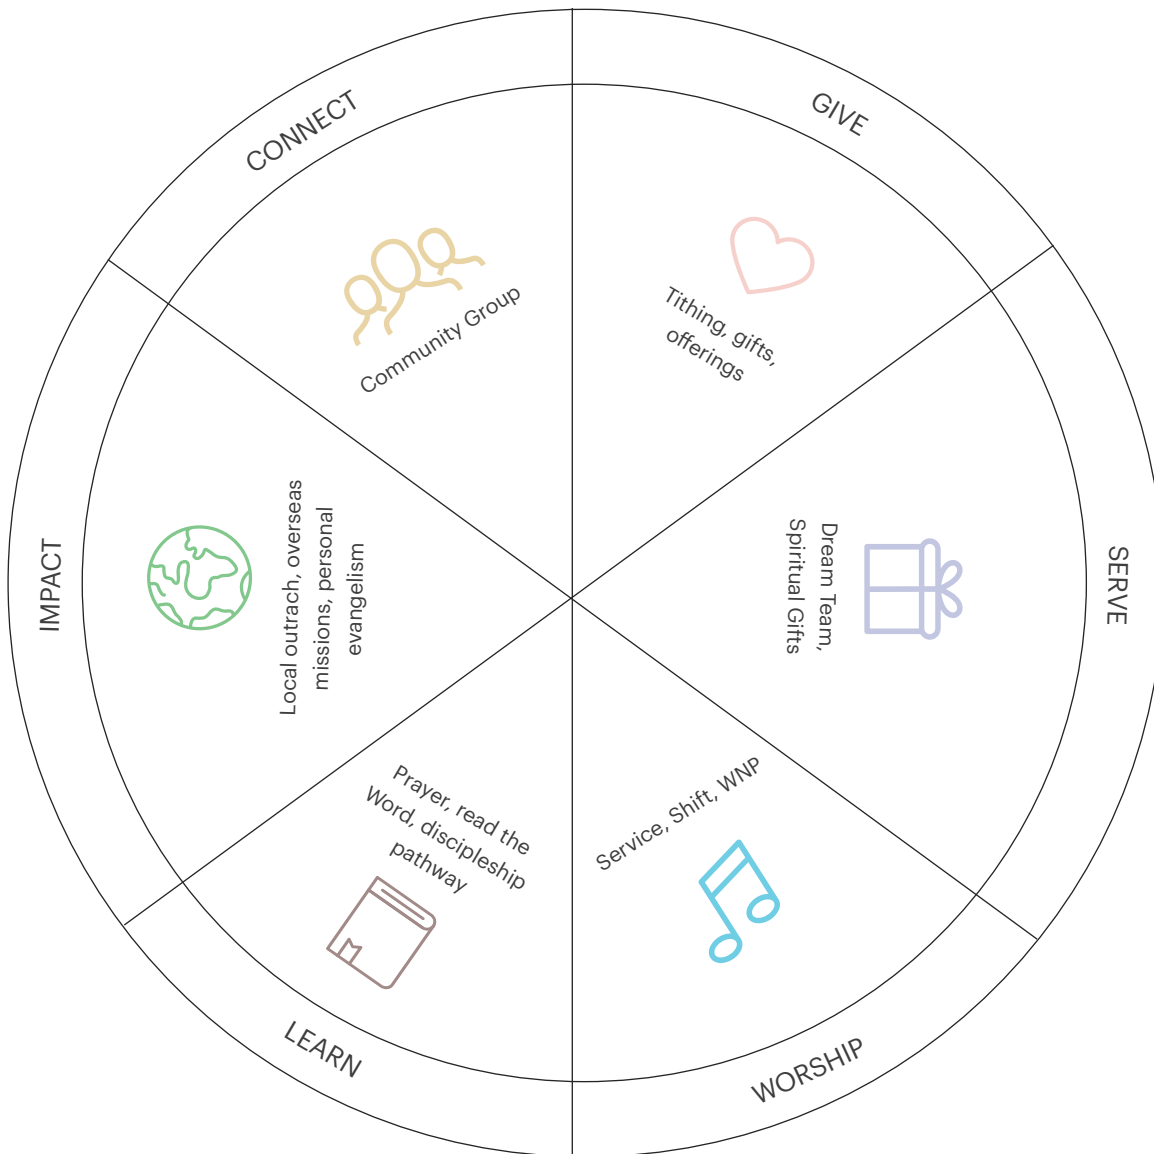 CONNECT
Community Group
GIVE
Tithing, gifts,
offerings
SERVE
Dream Team,
Spiritual Gifts
WORSHIP
Service, Shift, WNP
LEARN
Prayer, read the
Word, discipleship
pathway
IMPACT
Local outrach, overseas
missions, personal
evangelism